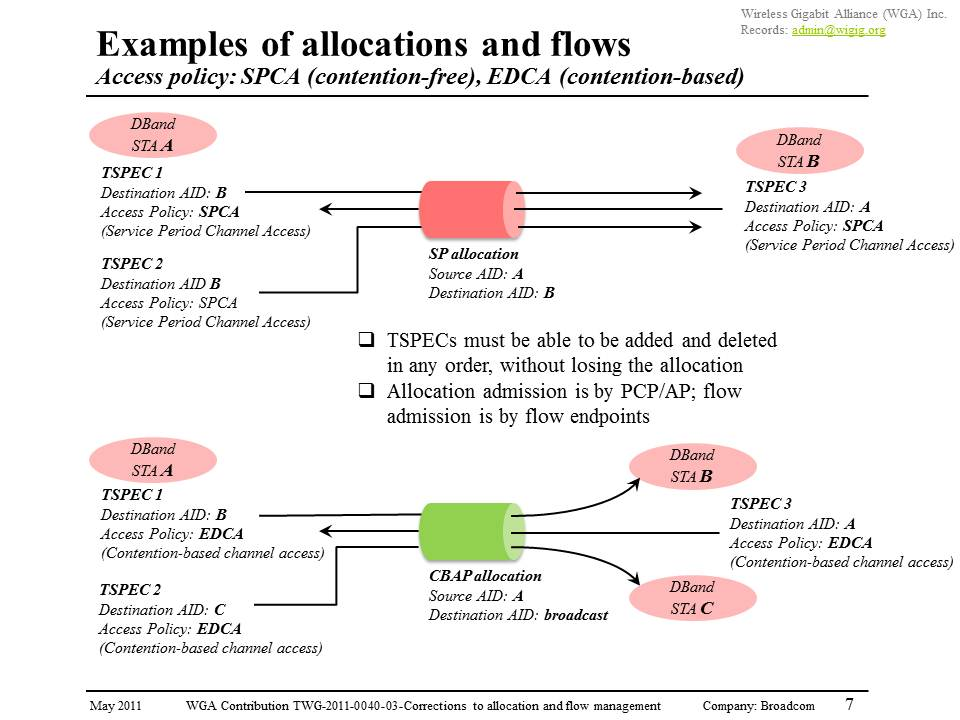 Wireless Gigabit Alliance (WGA) Inc.
Records: admin@wigig.org
Examples of allocations and flows
Access policy: SPCA (contention-free), EDCA (contention-based)
DBand
STA A
TSPEC 1
Destination AID: B
Access Policy: SPCA
(Service Period Channel Access)
TSPEC 2
Destination AID B
Access Policy: SPCA
(Service Period Channel Access)
SP allocation
Source AID: A
Destination AID: B
DBand
STA B
TSPEC 3
Destination AID: A
Access Policy: SPCA
(Service Period Channel Access)
❑ TSPECs must be able to be added and deleted
in any order, without losing the allocation
❑ Allocation admission is by PCP/AP; flow
admission is by flow endpoints
DBand
STA A
TSPEC 1
Destination AID: B
Access Policy: EDCA
(Contention-based channel access)
TSPEC 2
Destination AID: C
Access Policy: EDCA
(Contention-based channel access)
CBAP allocation
Source AID: A
Destination AID: broadcast
DBand
STA B
TSPEC 3
Destination AID: A
Access Policy: EDCA
(Contention-based channel access)
DBand
STA C
May 2011 WGA Contribution TWG-2011-0040-03-Corrections to allocation and flow management Company: Broadcom 7